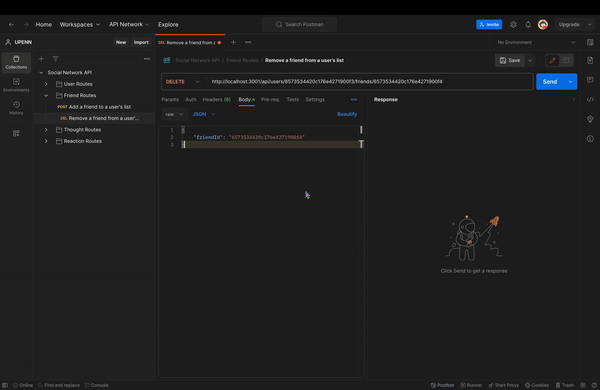 Home Workspaces API Network Explore
Search Postman
Invite
Upgrade
UPENN
New Import
DEL Remove a friend from a
No Environment
Collections
Environments
History
Social Network API
User Routes
Friend Routes
POST Add a friend to a user's list
DEL Remove a friend from a user'...
Thought Routes
Reaction Routes
Social Network API / Friend Routes / Remove a friend from a user's list
Save
DELETE http://localhost:3001/api/users/6573534420c176e4271900f3/friends/6573534420c176e4271900f4
Send
Params Auth Headers (8) Body Pre-req. Tests Settings
Response
raw JSON Beautify
1 {
2 "friendId": "6573534420c176e4271900f4"
3 }
Click Send to get a response
Online Find and replace Console
Postbot Runner Start Proxy Cookies Trash